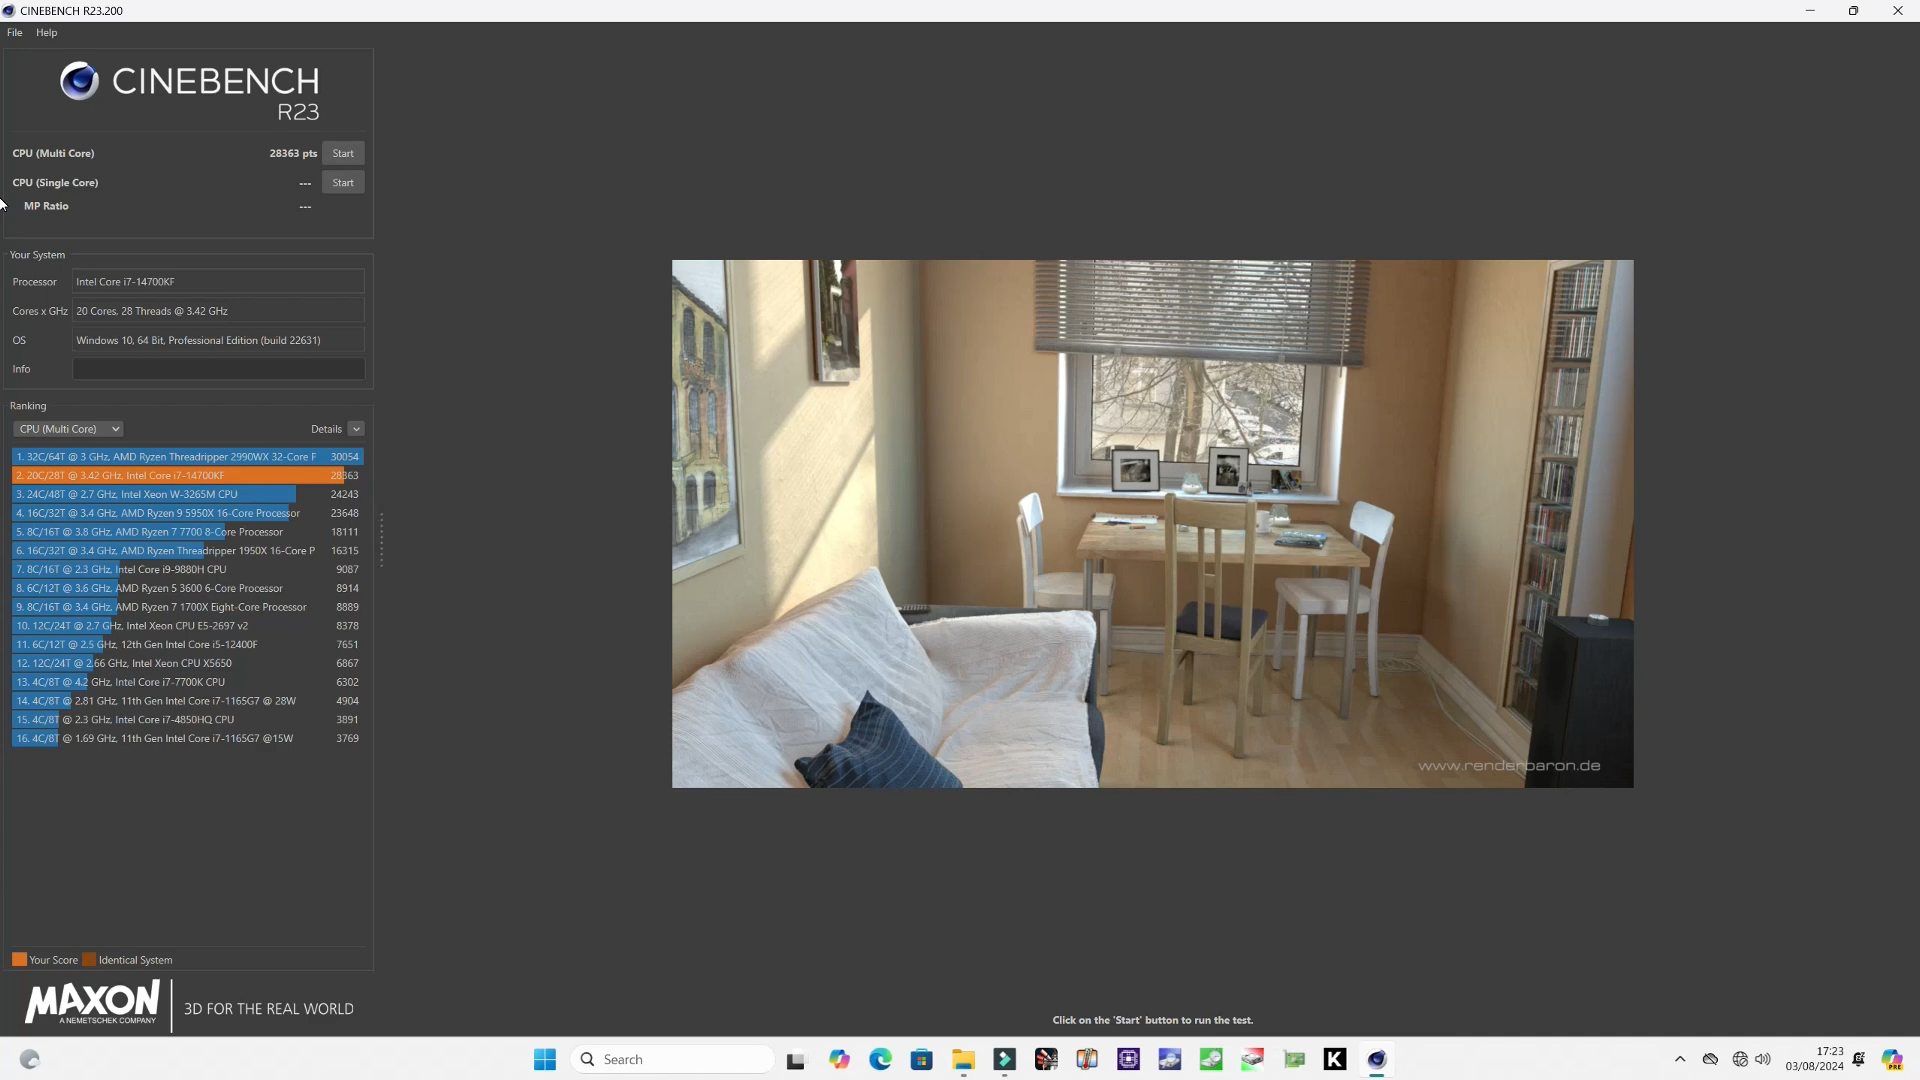 CINEBENCH R23.200
File Help
CINEBENCH
R23
CPU (Multi Core) 28363 pts Start
CPU (Single Core) --- Start
MP Ratio ---
Your System
Processor Intel Core i7-14700KF
Cores x GHz 20 Cores, 28 Threads @ 3.42 GHz
OS Windows 10, 64 Bit, Professional Edition (build 22631)
Info
Ranking
CPU (Multi Core) Details
1. 32C/64T @ 3 GHz, AMD Ryzen Threadripper 2990WX 32-Core P 30054
2. 20C/28T @ 3.42 GHz, Intel Core i7-14700KF 28363
3. 24C/48T @ 2.7 GHz, Intel Xeon W-3265M CPU 24243
4. 16C/32T @ 3.4 GHz, AMD Ryzen 9 5950X 16-Core Processor 23648
5. 8C/16T @ 3.8 GHz, AMD Ryzen 7 7700 8-Core Processor 18111
6. 16C/32T @ 3.4 GHz, AMD Ryzen Threadripper 1950X 16-Core P 16315
7. 8C/16T @ 2.3 GHz, Intel Core i9-9880H CPU 9087
8. 6C/12T @ 3.6 GHz, AMD Ryzen 5 3600 6-Core Processor 8914
9. 8C/16T @ 3.4 GHz, AMD Ryzen 7 1700X Eight-Core Processor 8889
10. 12C/24T @ 2.7 GHz, Intel Xeon CPU E5-2697 v2 8378
11. 6C/12T @ 2.5 GHz, 12th Gen Intel Core i5-12400F 7651
12. 12C/24T @ 2.66 GHz, Intel Xeon CPU X5650 6867
13. 4C/8T @ 4.2 GHz, Intel Core i7-7700K CPU 6302
14. 4C/8T @ 2.81 GHz, 11th Gen Intel Core i7-1165G7 @ 28W 4904
15. 4C/8T @ 2.3 GHz, Intel Core i7-4850HQ CPU 3891
16. 4C/8T @ 1.69 GHz, 11th Gen Intel Core i7-1165G7 @15W 3769
www.renderbaron.de
Your Score Identical System
MAXON
A NEMETSCHEK COMPANY
3D FOR THE REAL WORLD
Click on the 'Start' button to run the test.
Search
K
17:23
03/08/2024
PRE